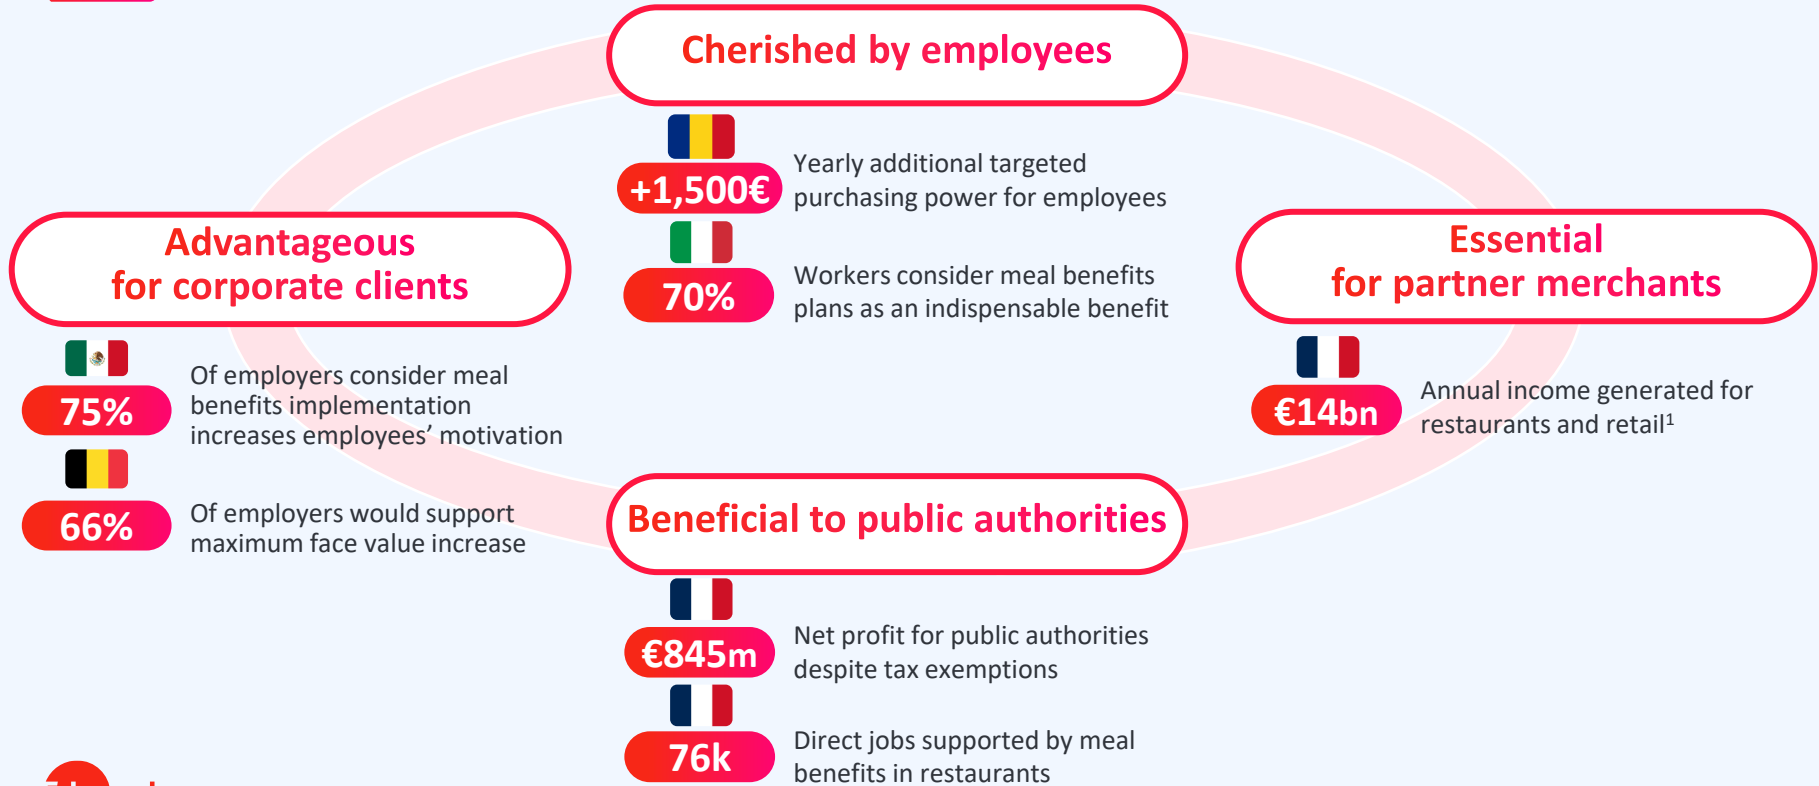 Cherished by employees
+1,500€
Yearly additional targeted
purchasing power for employees
70%
Workers consider meal benefits
plans as an indispensable benefit
Advantageous
for corporate clients
75%
Of employers consider meal
benefits implementation
increases employees’ motivation
66%
Of employers would support
maximum face value increase
Essential
for partner merchants
€14bn
Annual income generated for
restaurants and retail¹
Beneficial to public authorities
€845m
Net profit for public authorities
despite tax exemptions
76k
Direct jobs supported by meal
benefits in restaurants